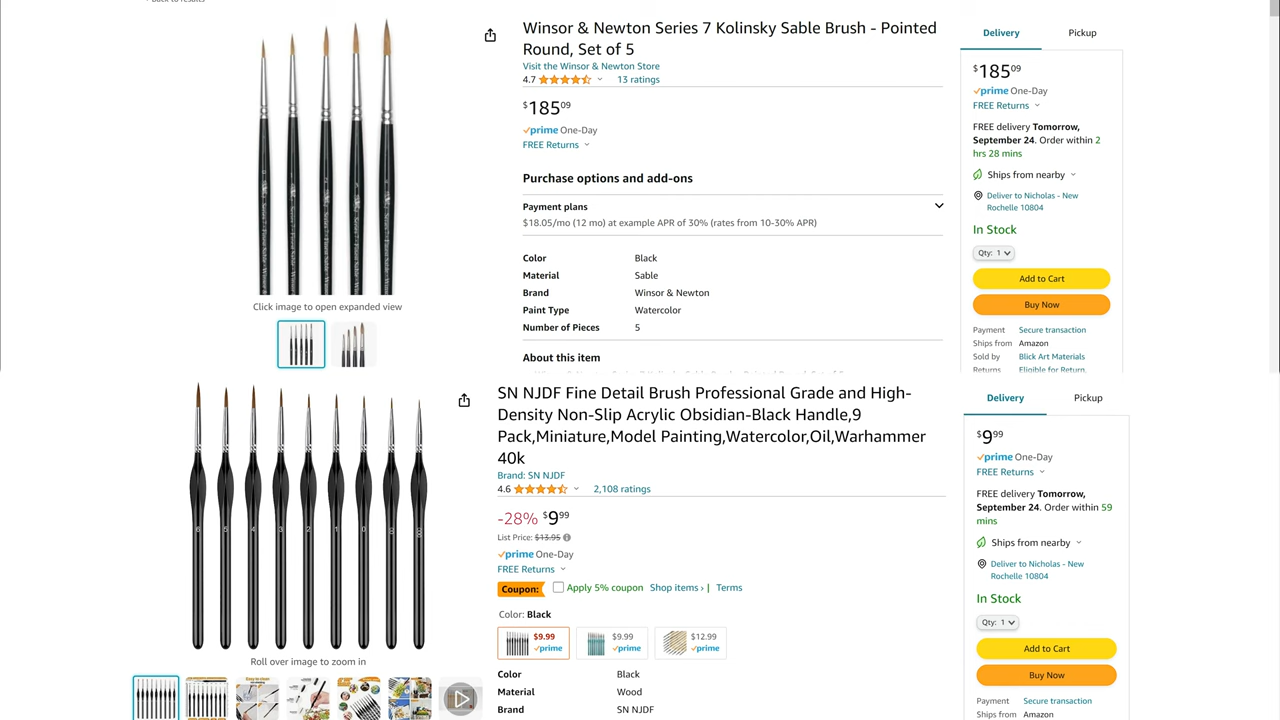 Back to results
Winsor & Newton Series 7 Kolinsky Sable Brush - Pointed
Round, Set of 5
Visit the Winsor & Newton Store
4.7 13 ratings
$185.09
prime One-Day
FREE Returns
Purchase options and add-ons
Payment plans
$18.05/mo (12 mo) at example APR of 30% (rates from 10-30% APR)
Color Black
Material Sable
Brand Winsor & Newton
Paint Type Watercolor
Number of Pieces 5
About this item
Click image to open expanded view
Delivery Pickup
$185.09
prime One-Day
FREE Returns
FREE delivery Tomorrow,
September 24. Order within 2
hrs 28 mins
Ships from nearby
Deliver to Nicholas - New
Rochelle 10804
In Stock
Qty: 1
Add to Cart
Buy Now
Payment Secure transaction
Ships from Amazon
Sold by Blick Art Materials
Returns Eligible for Return,
SN NJDF Fine Detail Brush Professional Grade and High-
Density Non-Slip Acrylic Obsidian-Black Handle,9
Pack,Miniature,Model Painting,Watercolor,Oil,Warhammer
40k
Brand: SN NJDF
4.6 2,108 ratings
-28% $9.99
List Price: $13.95
prime One-Day
FREE Returns
Coupon: Apply 5% coupon Shop items › | Terms
Color: Black
$9.99 prime
$9.99 prime
$12.99 prime
Color Black
Material Wood
Brand SN NJDF
Roll over image to zoom in
Delivery Pickup
$9.99
prime One-Day
FREE Returns
FREE delivery Tomorrow,
September 24. Order within 59
mins
Ships from nearby
Deliver to Nicholas - New
Rochelle 10804
In Stock
Qty: 1
Add to Cart
Buy Now
Payment Secure transaction
Ships from Amazon